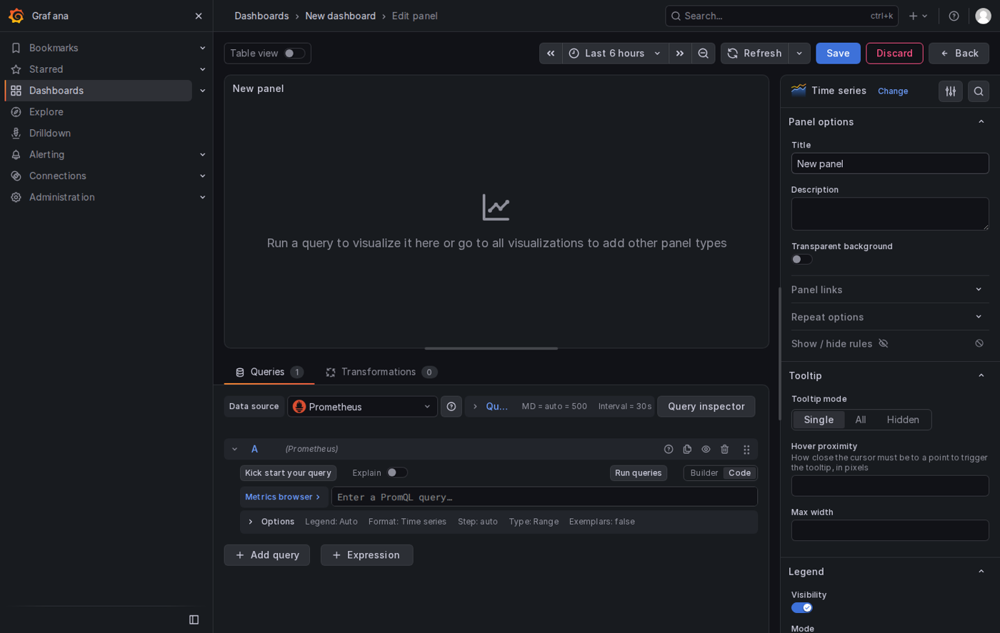 Grafana
Dashboards › New dashboard › Edit panel
Search...
ctrl+k
Bookmarks
Starred
Dashboards
Explore
Drilldown
Alerting
Connections
Administration
Table view
Last 6 hours
Refresh
Save
Discard
Back
New panel
Run a query to visualize it here or go to all visualizations to add other panel types
Queries 1
Transformations 0
Data source
Prometheus
Qu...
MD = auto = 500
Interval = 30s
Query inspector
A
(Prometheus)
Kick start your query
Explain
Run queries
Builder
Code
Metrics browser
Enter a PromQL query…
Options
Legend: Auto
Format: Time series
Step: auto
Type: Range
Exemplars: false
Add query
Expression
Time series
Change
Panel options
Title
New panel
Description
Transparent background
Panel links
Repeat options
Show / hide rules
Tooltip
Tooltip mode
Single
All
Hidden
Hover proximity
How close the cursor must be to a point to trigger
the tooltip, in pixels
Max width
Legend
Visibility
Mode